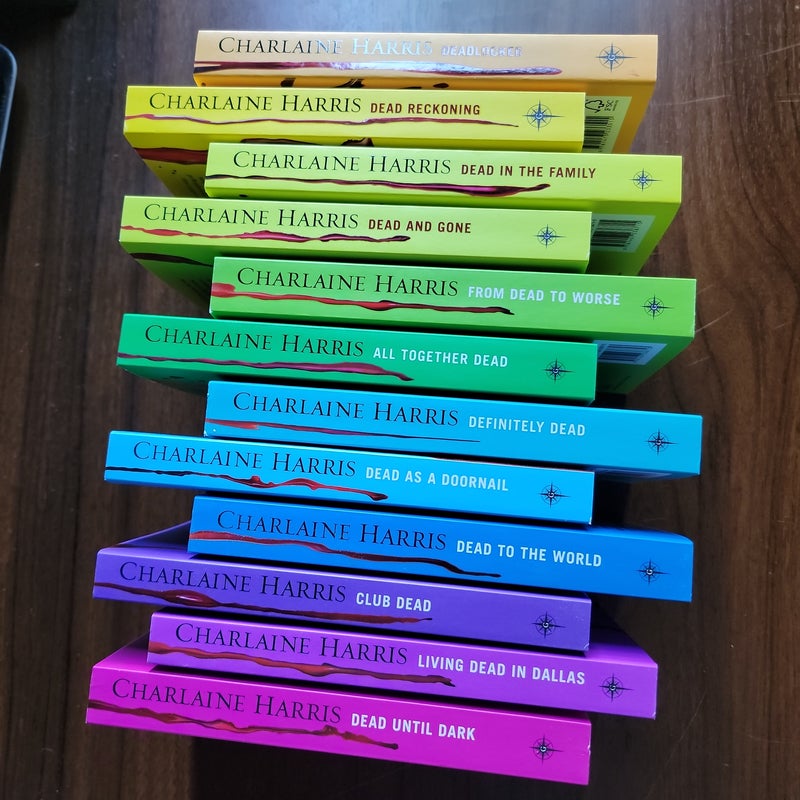 CHARLAINE HARRIS DEADLOCKED
CHARLAINE HARRIS DEAD RECKONING
CHARLAINE HARRIS DEAD IN THE FAMILY
CHARLAINE HARRIS DEAD AND GONE
CHARLAINE HARRIS FROM DEAD TO WORSE
CHARLAINE HARRIS ALL TOGETHER DEAD
CHARLAINE HARRIS DEFINITELY DEAD
CHARLAINE HARRIS DEAD AS A DOORNAIL
CHARLAINE HARRIS DEAD TO THE WORLD
CHARLAINE HARRIS CLUB DEAD
CHARLAINE HARRIS LIVING DEAD IN DALLAS
CHARLAINE HARRIS DEAD UNTIL DARK